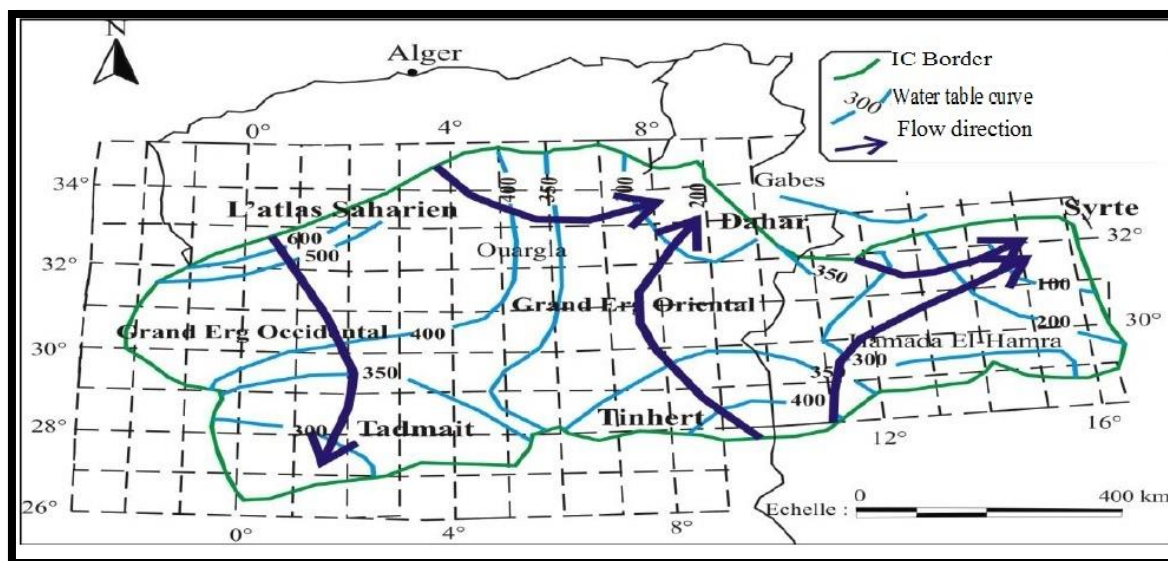 N
Alger
IC Border
300 Water table curve
Flow direction
0°
4°
8°
34°
32°
30°
28°
26°
L'atlas Saharien
600
500
Ouargla
400
350
200
Gabes
Dahar
Syrte
32°
350
100
200
30°
Grand Erg Occidental
400
Grand Erg Oriental
Hamada El Hamra
300
350
350
400
300
Tadmait
Tinhert
12°
16°
0°
4°
8°
Echelle :
0
400 km